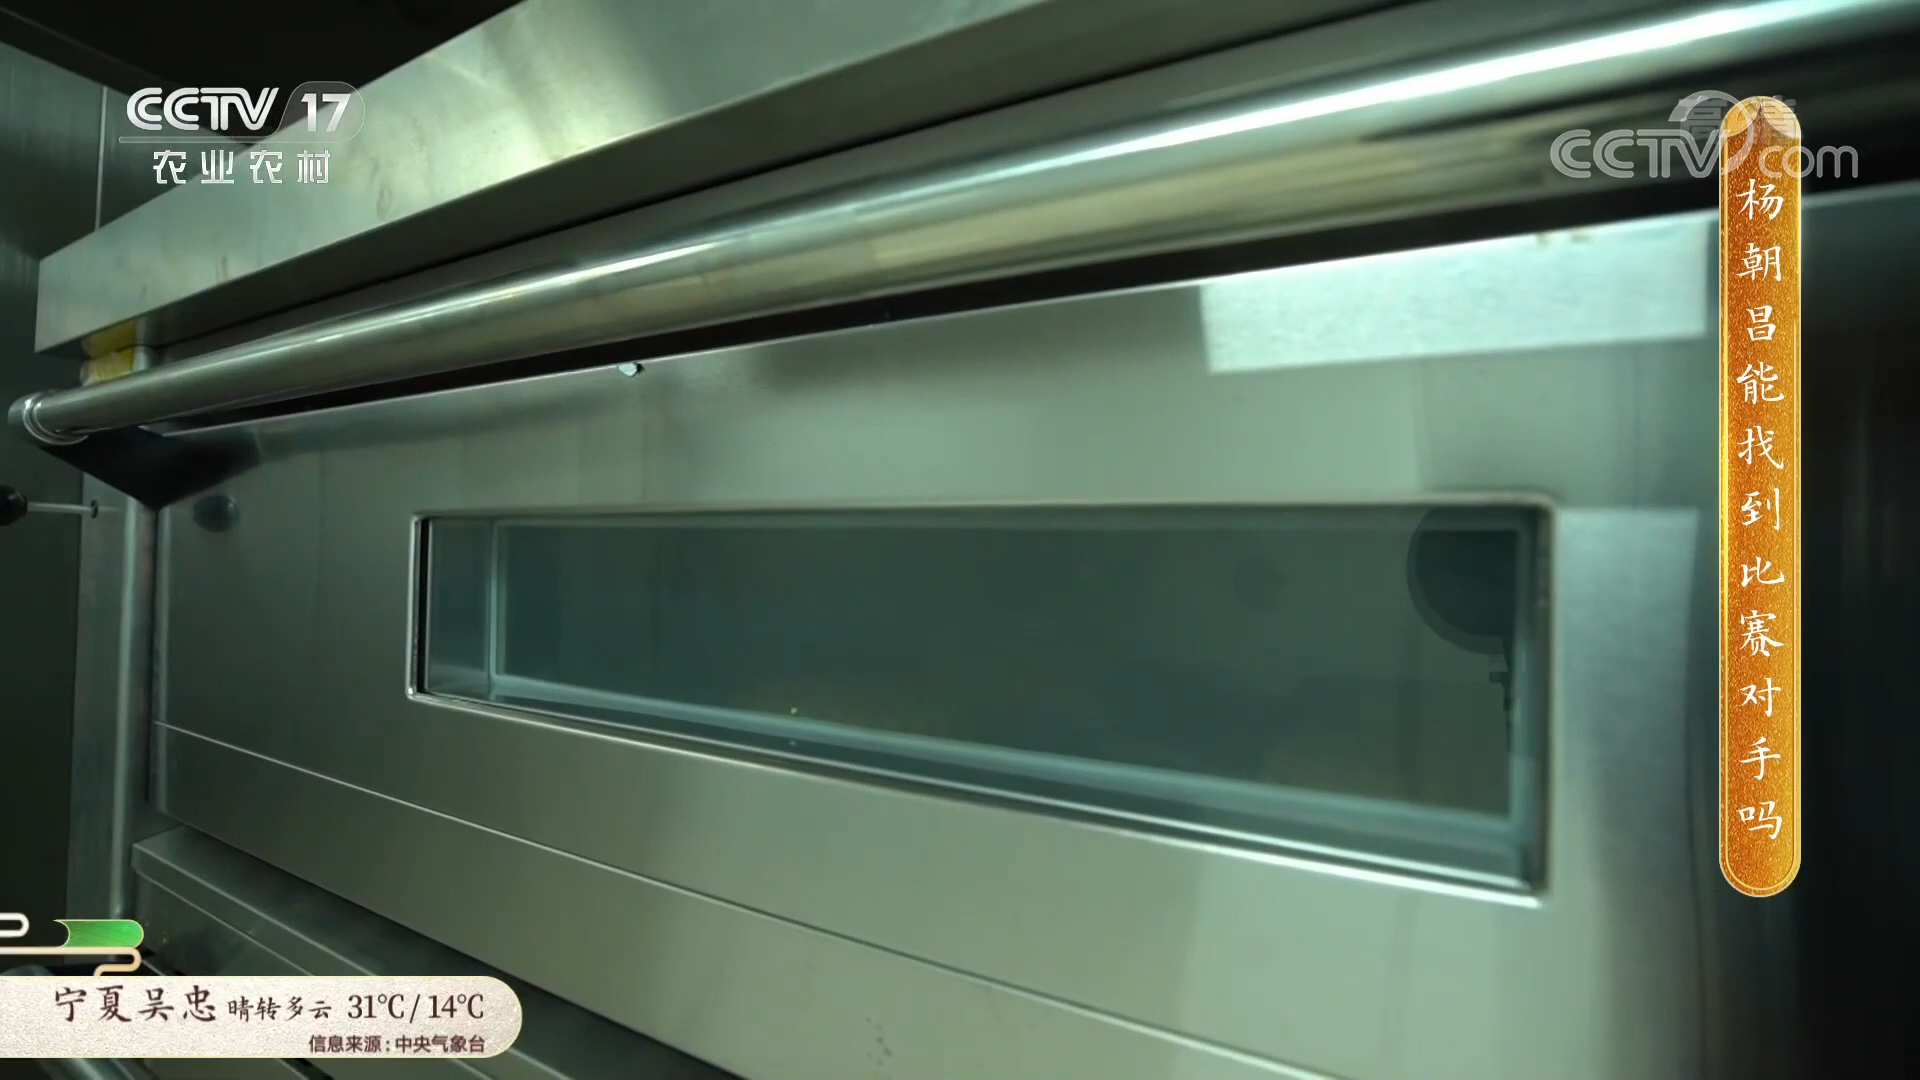 CCTV 17
农业农村
高清
CCTV.com
杨朝昌能找到比赛对手吗
宁夏吴忠 晴转多云 31℃/14℃
信息来源:中央气象台